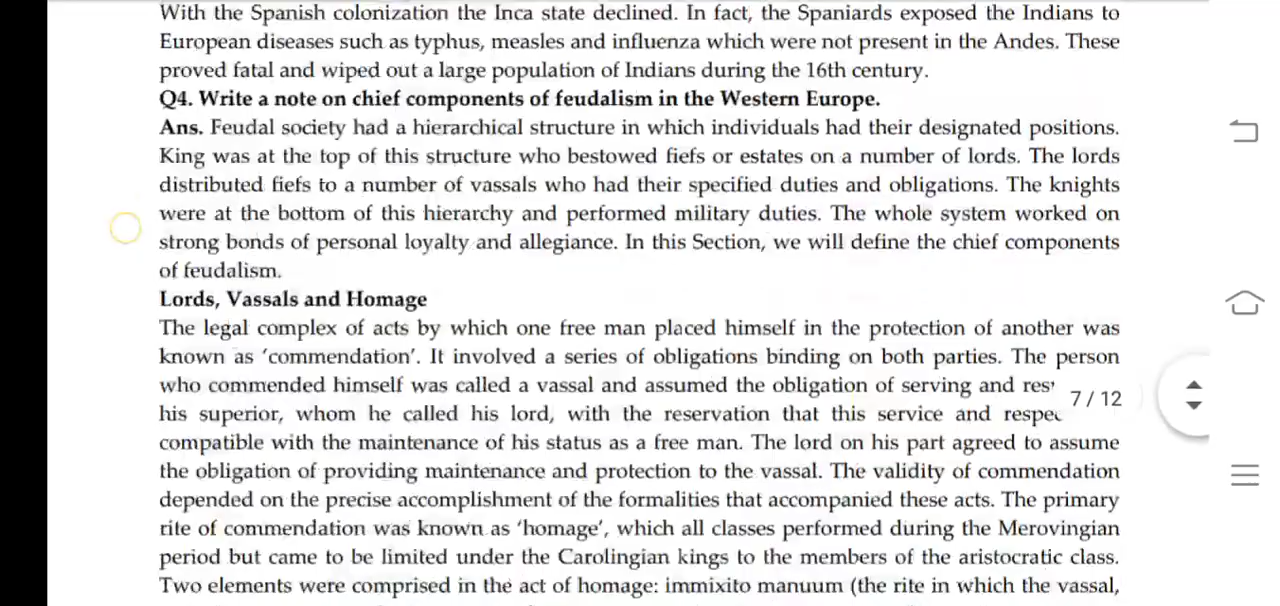 With the Spanish colonization the Inca state declined. In fact, the Spaniards exposed the Indians to
European diseases such as typhus, measles and influenza which were not present in the Andes. These
proved fatal and wiped out a large population of Indians during the 16th century.
Q4. Write a note on chief components of feudalism in the Western Europe.
Ans. Feudal society had a hierarchical structure in which individuals had their designated positions.
King was at the top of this structure who bestowed fiefs or estates on a number of lords. The lords
distributed fiefs to a number of vassals who had their specified duties and obligations. The knights
were at the bottom of this hierarchy and performed military duties. The whole system worked on
strong bonds of personal loyalty and allegiance. In this Section, we will define the chief components
of feudalism.
Lords, Vassals and Homage
The legal complex of acts by which one free man placed himself in the protection of another was
known as 'commendation'. It involved a series of obligations binding on both parties. The person
who commended himself was called a vassal and assumed the obligation of serving and
7 / 12
his superior, whom he called his lord, with the reservation that this service and
compatible with the maintenance of his status as a free man. The lord on his part agreed to assume
the obligation of providing maintenance and protection to the vassal. The validity of commendation
depended on the precise accomplishment of the formalities that accompanied these acts. The primary
rite of commendation was known as 'homage', which all classes performed during the Merovingian
period but came to be limited under the Carolingian kings to the members of the aristocratic class.
Two elements were comprised in the act of homage: immixito manuum (the rite in which the vassal,